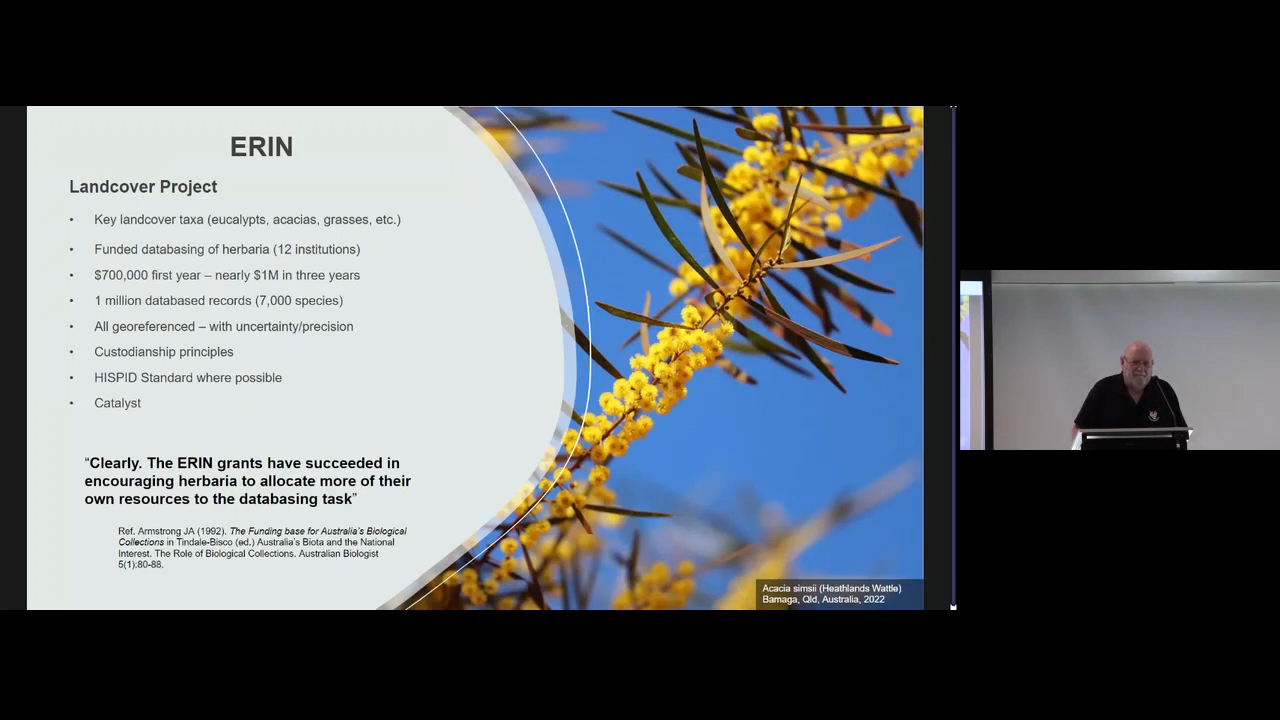 ERIN
Landcover Project
• Key landcover taxa (eucalypts, acacias, grasses, etc.)
• Funded databasing of herbaria (12 institutions)
• $700,000 first year – nearly $1M in three years
• 1 million databased records (7,000 species)
• All georeferenced – with uncertainty/precision
• Custodianship principles
• HISPID Standard where possible
• Catalyst
“Clearly. The ERIN grants have succeeded in
encouraging herbaria to allocate more of their
own resources to the databasing task”
Ref. Armstrong JA (1992). The Funding base for Australia’s Biological
Collections in Tindale-Bisco (ed.) Australia’s Biota and the National
Interest. The Role of Biological Collections. Australian Biologist
5(1):80-88.
Acacia simsii (Heathlands Wattle)
Bamaga, Qld, Australia, 2022